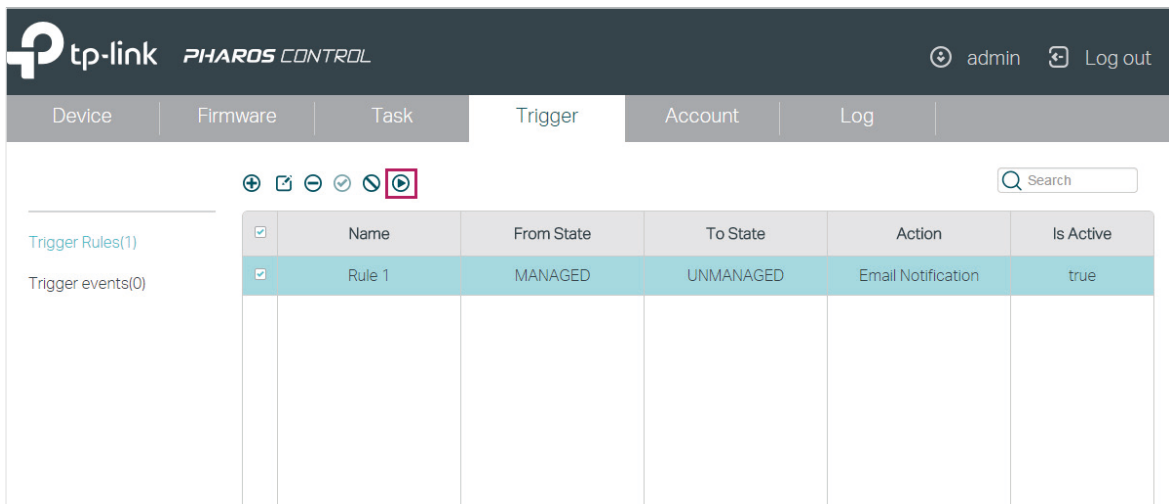 tp-link PHAROS CONTROL admin Log out
Device Firmware Task Trigger Account Log
Search
Trigger Rules(1)
Trigger events(0)
Name From State To State Action Is Active
Rule 1 MANAGED UNMANAGED Email Notification true